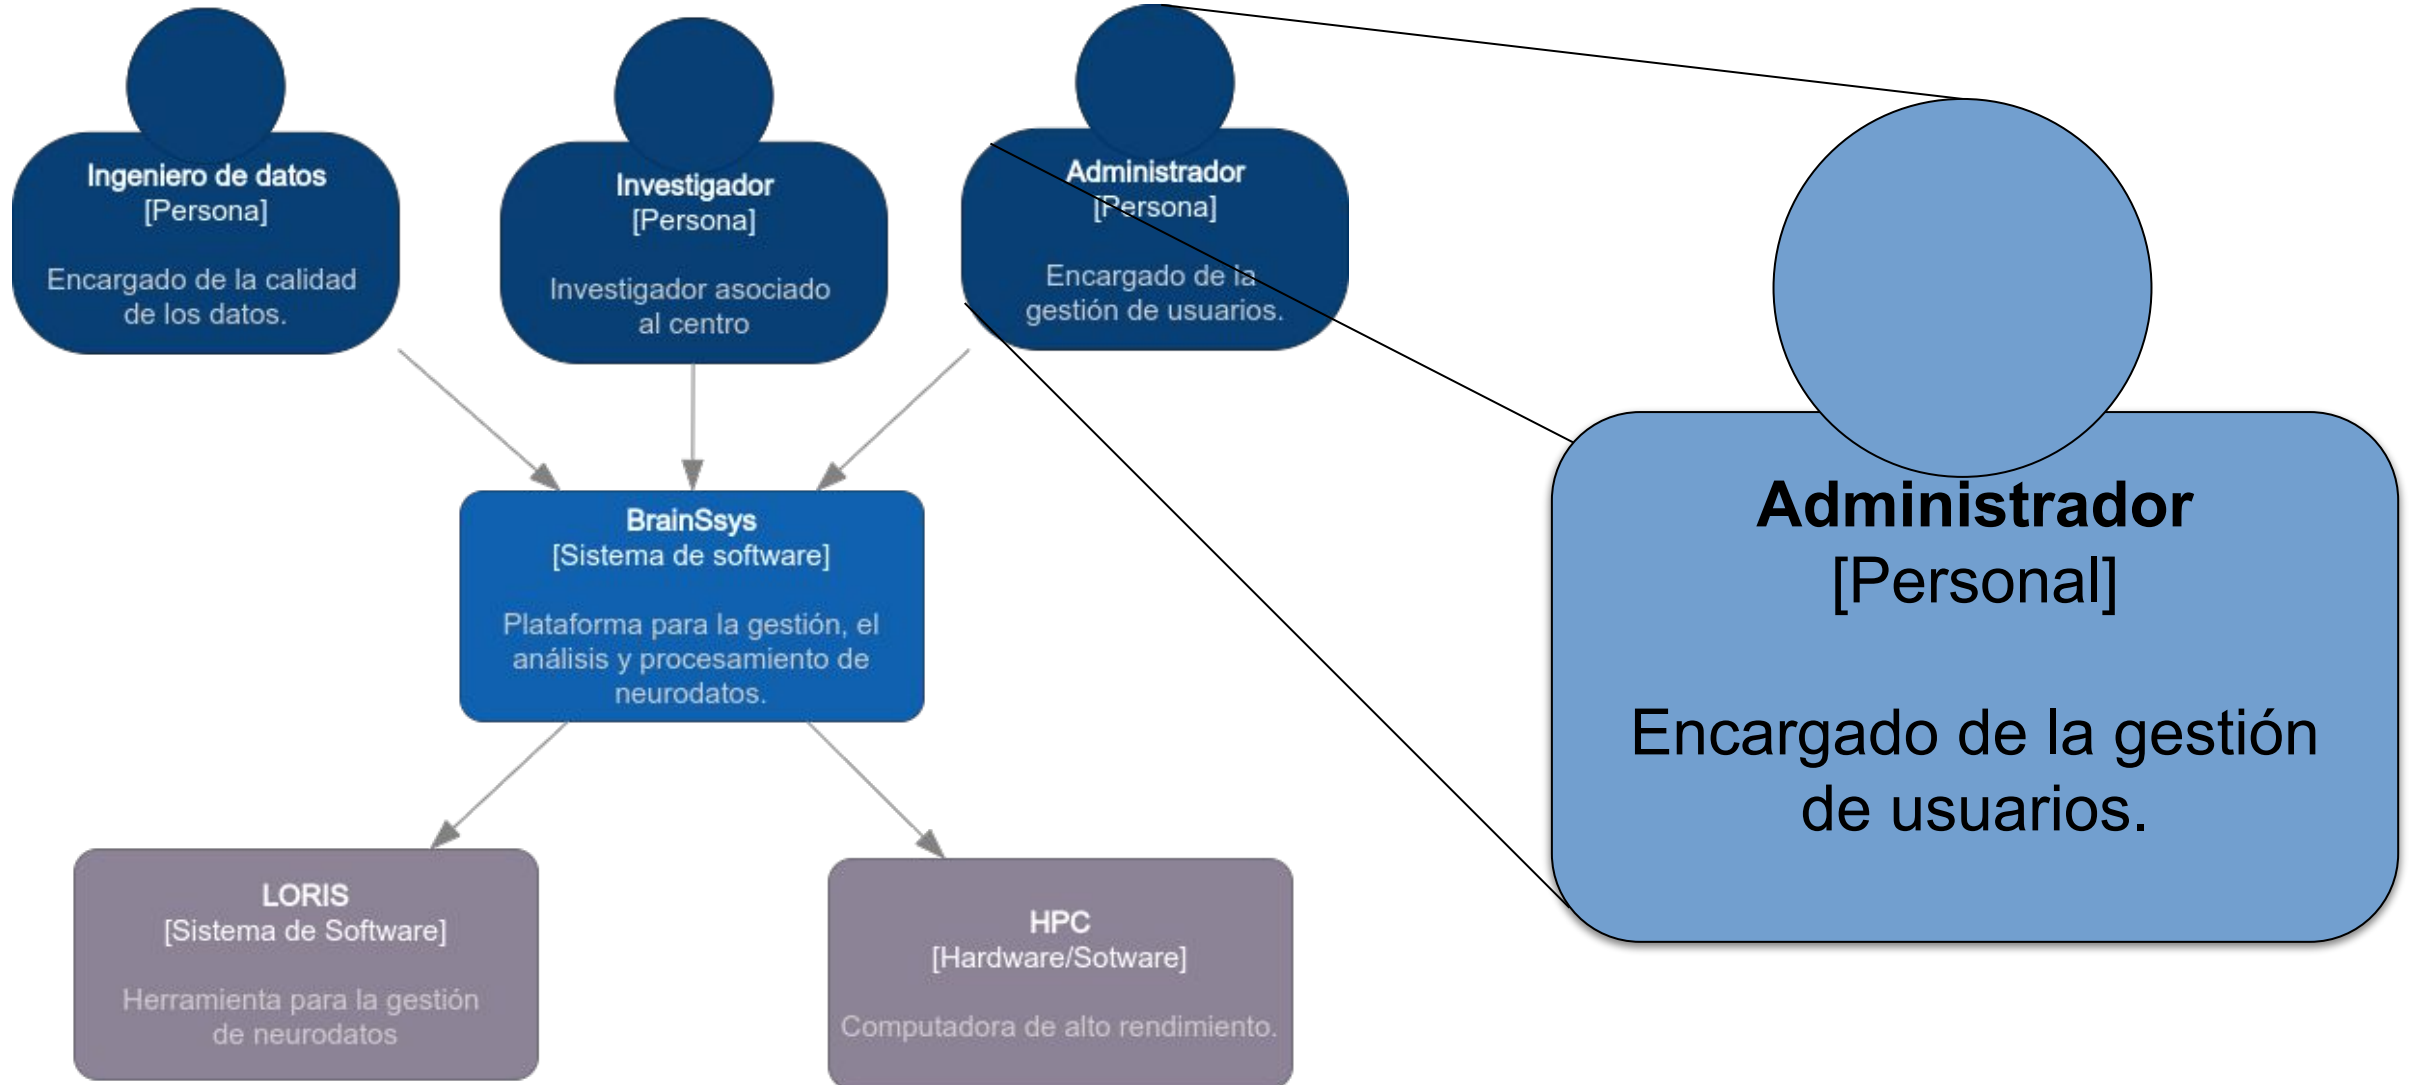 Ingeniero de datos
[Persona]
Encargado de la calidad
de los datos.
Investigador
[Persona]
Investigador asociado
al centro
Administrador
[Persona]
Encargado de la
gestión de usuarios.
BrainSsys
[Sistema de software]
Plataforma para la gestión, el
análisis y procesamiento de
neurodatos.
LORIS
[Sistema de Software]
Herramienta para la gestión
de neurodatos
HPC
[Hardware/Sotware]
Computadora de alto rendimiento.
Administrador
[Personal]
Encargado de la gestión
de usuarios.